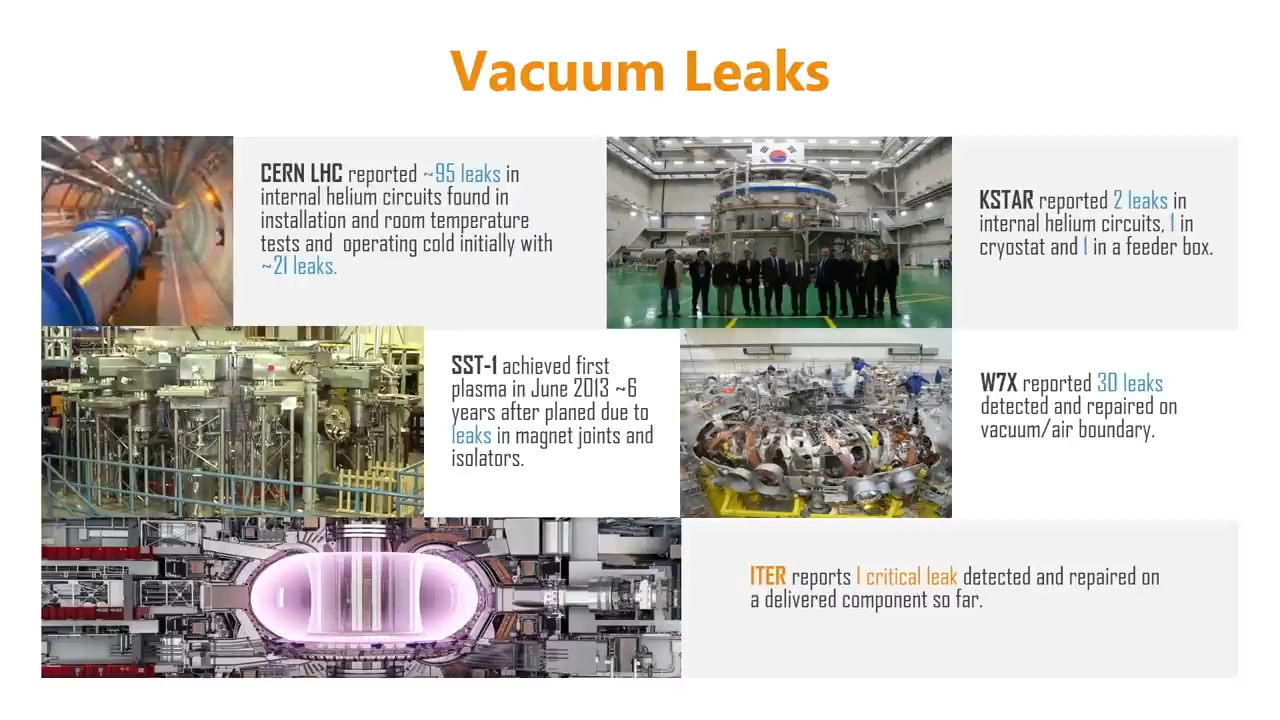 Vacuum Leaks
CERN LHC reported ~95 leaks in
internal helium circuits found in
installation and room temperature
tests and operating cold initially with
~21 leaks.
KSTAR reported 2 leaks in
internal helium circuits, 1 in
cryostat and 1 in a feeder box.
SST-1 achieved first
plasma in June 2013 ~6
years after planed due to
leaks in magnet joints and
isolators.
W7X reported 30 leaks
detected and repaired on
vacuum/air boundary.
ITER reports 1 critical leak detected and repaired on
a delivered component so far.